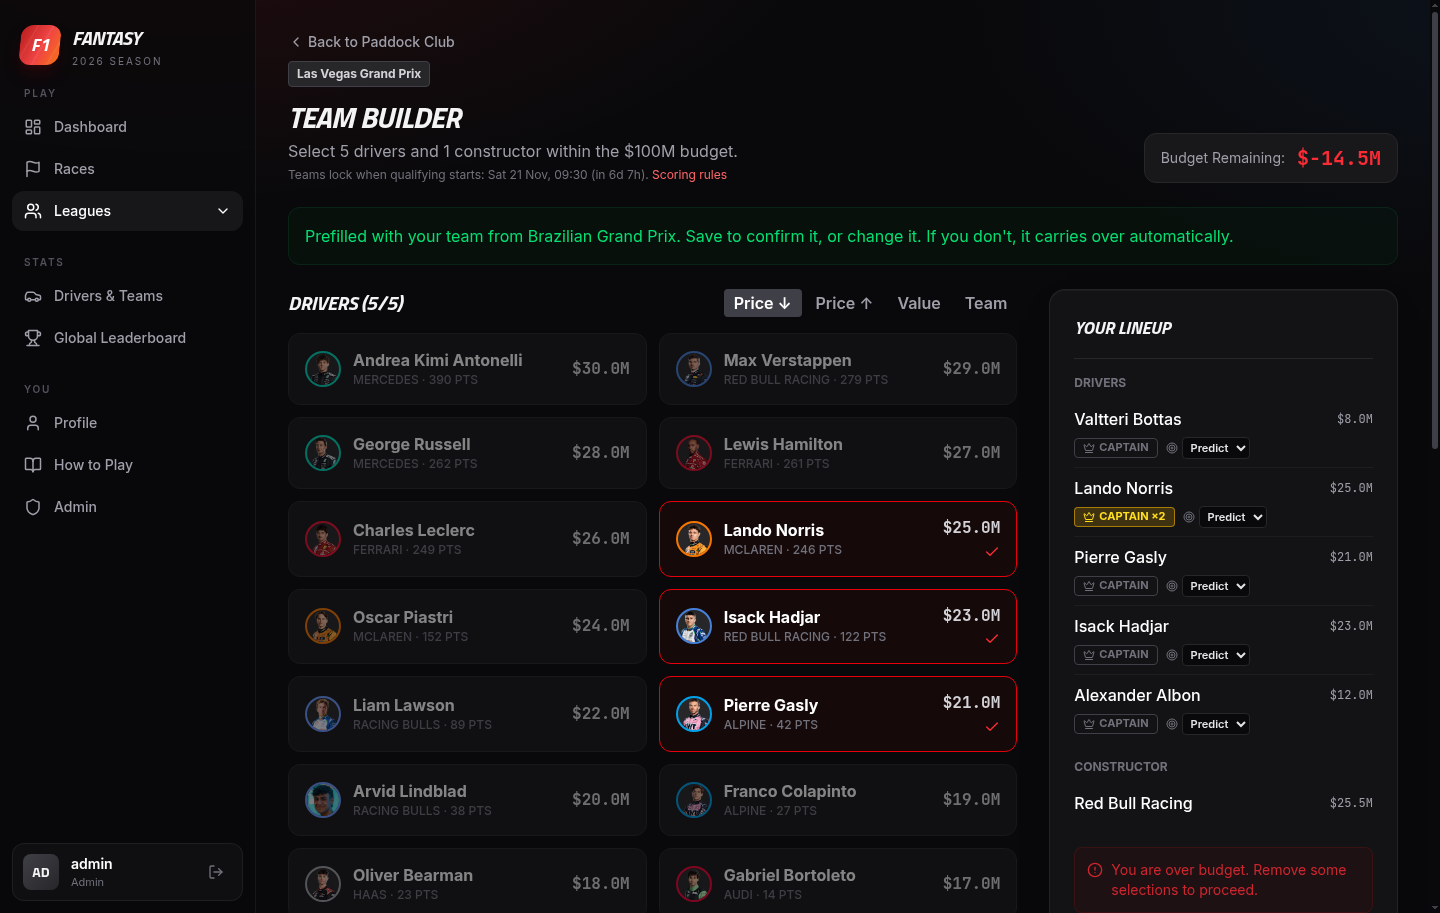 F1
FANTASY
2026 SEASON
PLAY
Dashboard
Races
Leagues
STATS
Drivers & Teams
Global Leaderboard
YOU
Profile
How to Play
Admin
AD
admin
Admin
Back to Paddock Club
Las Vegas Grand Prix
TEAM BUILDER
Select 5 drivers and 1 constructor within the $100M budget.
Teams lock when qualifying starts: Sat 21 Nov, 09:30 (in 6d 7h). Scoring rules
Budget Remaining: $-14.5M
Prefilled with your team from Brazilian Grand Prix. Save to confirm it, or change it. If you don't, it carries over automatically.
DRIVERS (5/5)
Price ↓ Price ↑ Value Team
Andrea Kimi Antonelli $30.0M
MERCEDES · 390 PTS
Max Verstappen $29.0M
RED BULL RACING · 279 PTS
George Russell $28.0M
MERCEDES · 262 PTS
Lewis Hamilton $27.0M
FERRARI · 261 PTS
Charles Leclerc $26.0M
FERRARI · 249 PTS
Lando Norris $25.0M
MCLAREN · 246 PTS
Oscar Piastri $24.0M
MCLAREN · 152 PTS
Isack Hadjar $23.0M
RED BULL RACING · 122 PTS
Liam Lawson $22.0M
RACING BULLS · 89 PTS
Pierre Gasly $21.0M
ALPINE · 42 PTS
Arvid Lindblad $20.0M
RACING BULLS · 38 PTS
Franco Colapinto $19.0M
ALPINE · 27 PTS
Oliver Bearman $18.0M
HAAS · 23 PTS
Gabriel Bortoleto $17.0M
AUDI · 14 PTS
YOUR LINEUP
DRIVERS
Valtteri Bottas $8.0M
CAPTAIN Predict
Lando Norris $25.0M
CAPTAIN ×2 Predict
Pierre Gasly $21.0M
CAPTAIN Predict
Isack Hadjar $23.0M
CAPTAIN Predict
Alexander Albon $12.0M
CAPTAIN Predict
CONSTRUCTOR
Red Bull Racing $25.5M
You are over budget. Remove some
selections to proceed.